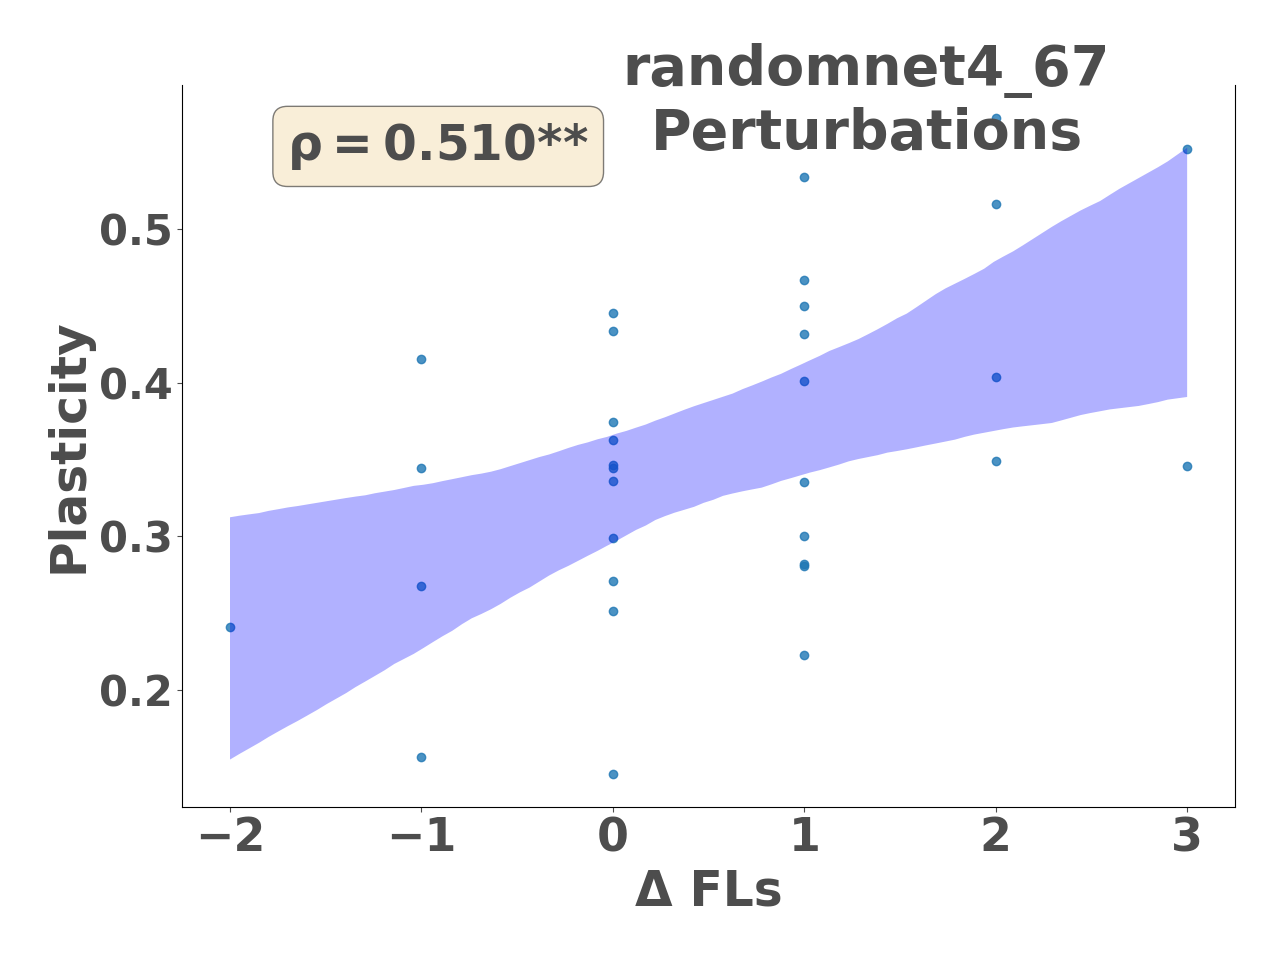 randomnet4_67
Perturbations
ρ = 0.510**
Plasticity
0.5
0.4
0.3
0.2
−2 −1 0 1 2 3
Δ FLs